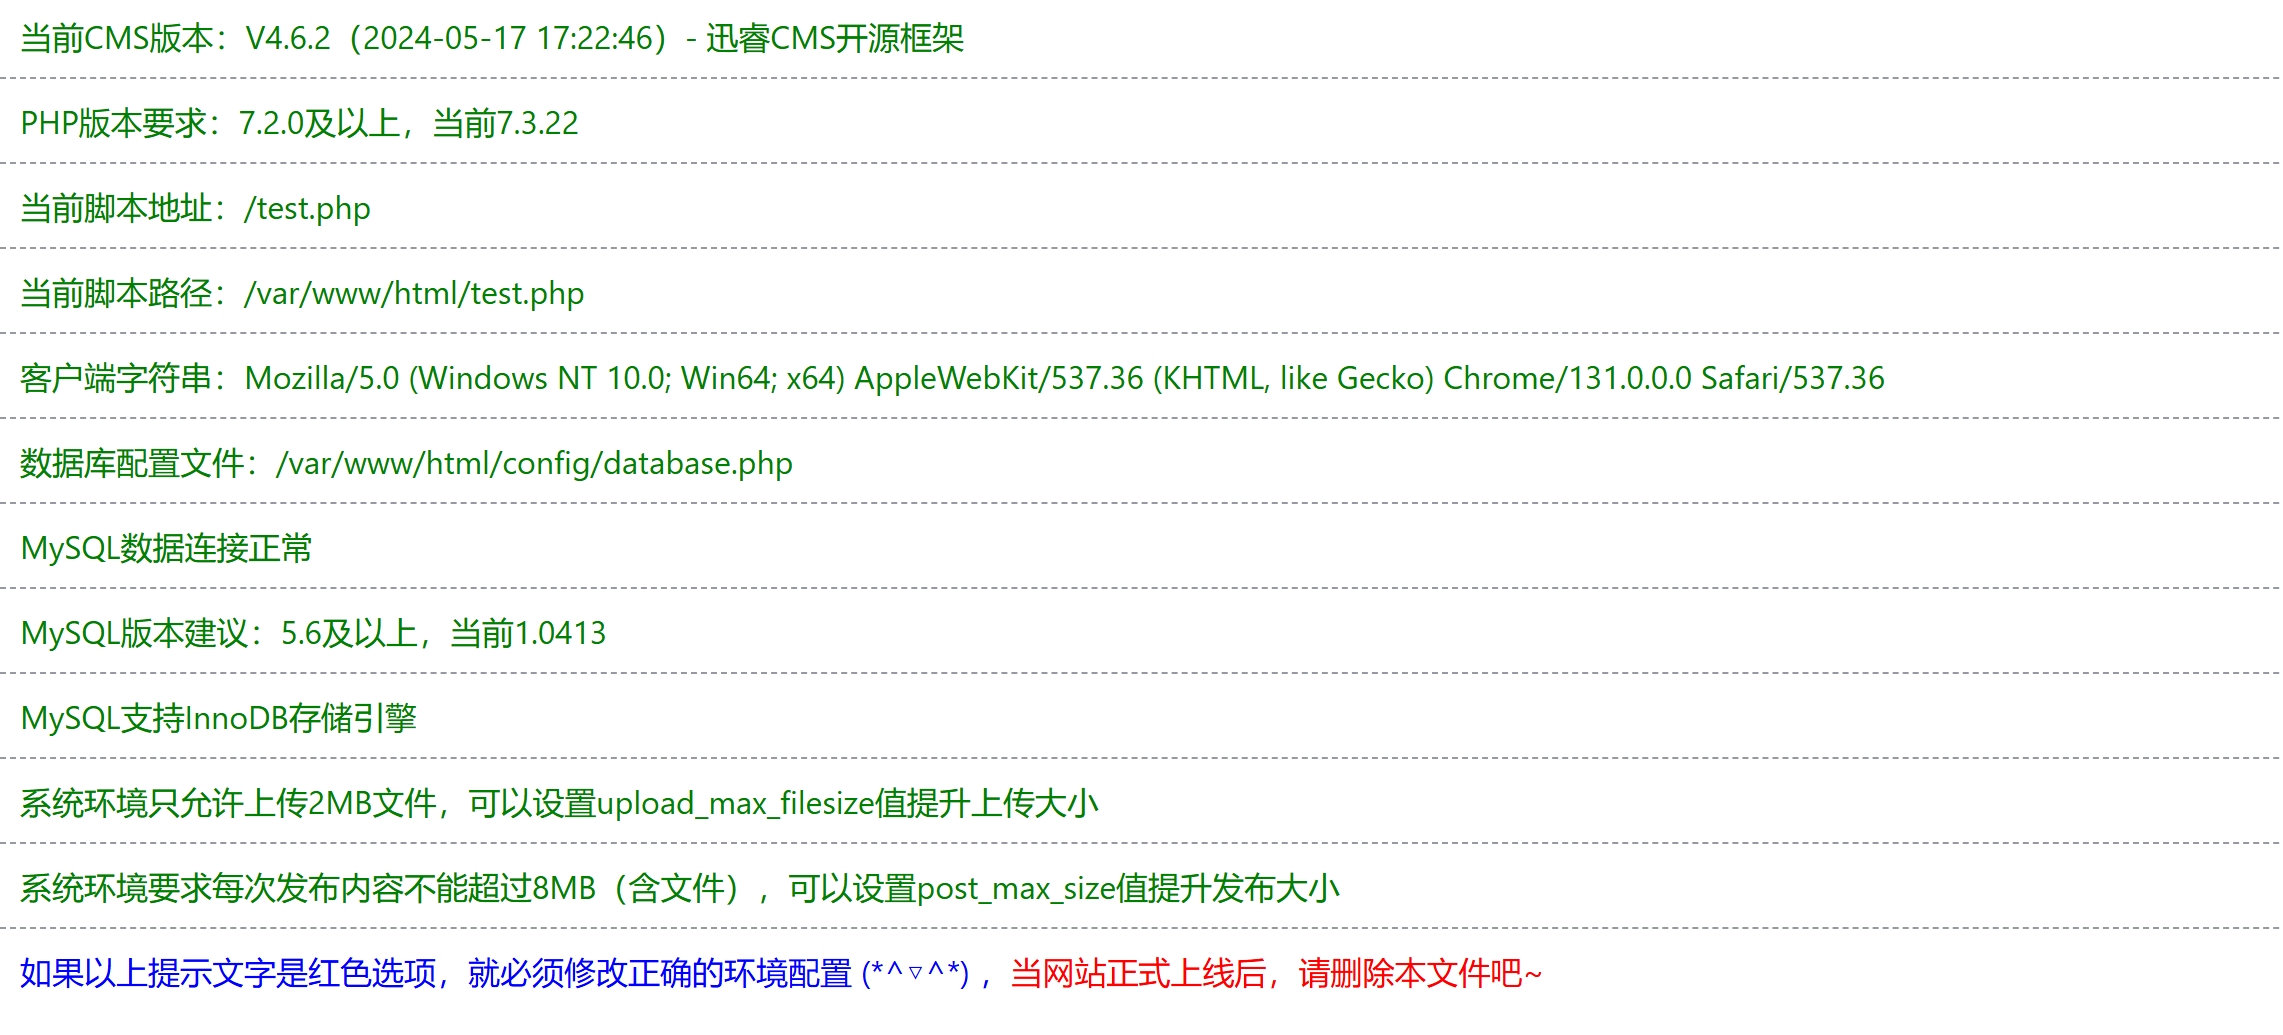 当前CMS版本：V4.6.2（2024-05-17 17:22:46）- 迅睿CMS开源框架
PHP版本要求：7.2.0及以上，当前7.3.22
当前脚本地址：/test.php
当前脚本路径：/var/www/html/test.php
客户端字符串：Mozilla/5.0 (Windows NT 10.0; Win64; x64) AppleWebKit/537.36 (KHTML, like Gecko) Chrome/131.0.0.0 Safari/537.36
数据库配置文件：/var/www/html/config/database.php
MySQL数据连接正常
MySQL版本建议：5.6及以上，当前1.0413
MySQL支持InnoDB存储引擎
系统环境只允许上传2MB文件，可以设置upload_max_filesize值提升上传大小
系统环境要求每次发布内容不能超过8MB（含文件），可以设置post_max_size值提升发布大小
如果以上提示文字是红色选项，就必须修改正确的环境配置 (*^▽^*) ，当网站正式上线后，请删除本文件吧~